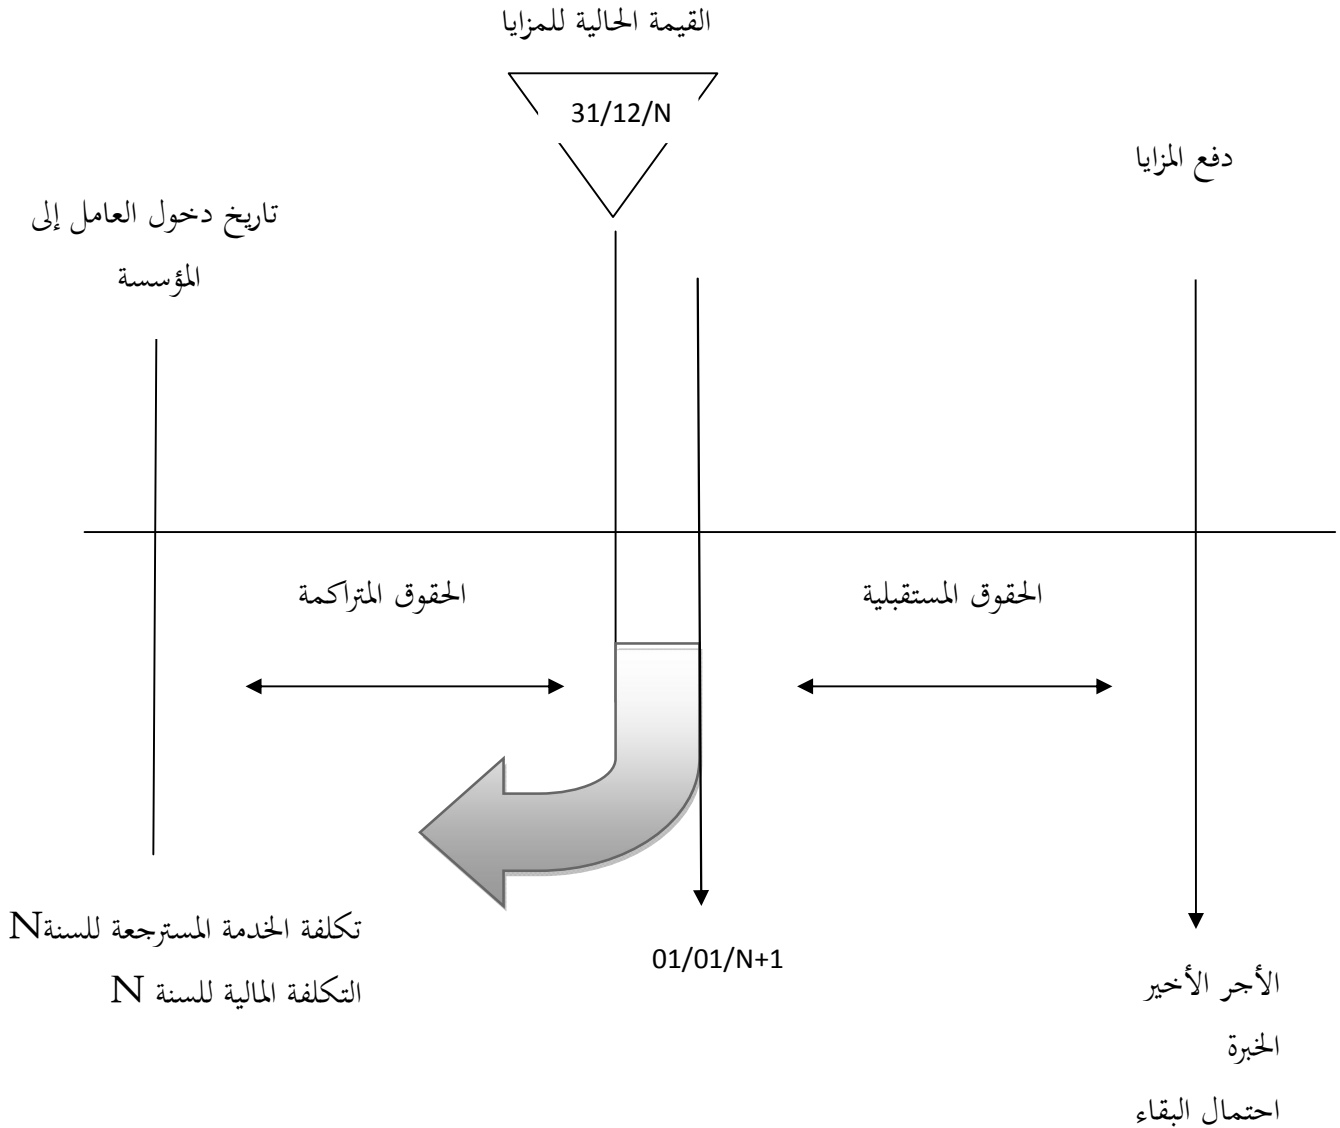 القيمة الحالية للمزايا
31/12/N
دفع المزايا
تاريخ دخول العامل إلى
المؤسسة
الحقوق المستقبلية
الحقوق المتراكمة
تكلفة الخدمة المسترجعة للسنةN
التكلفة المالية للسنة N
01/01/N+1
الأجر الأخير
الخبرة
احتمال البقاء